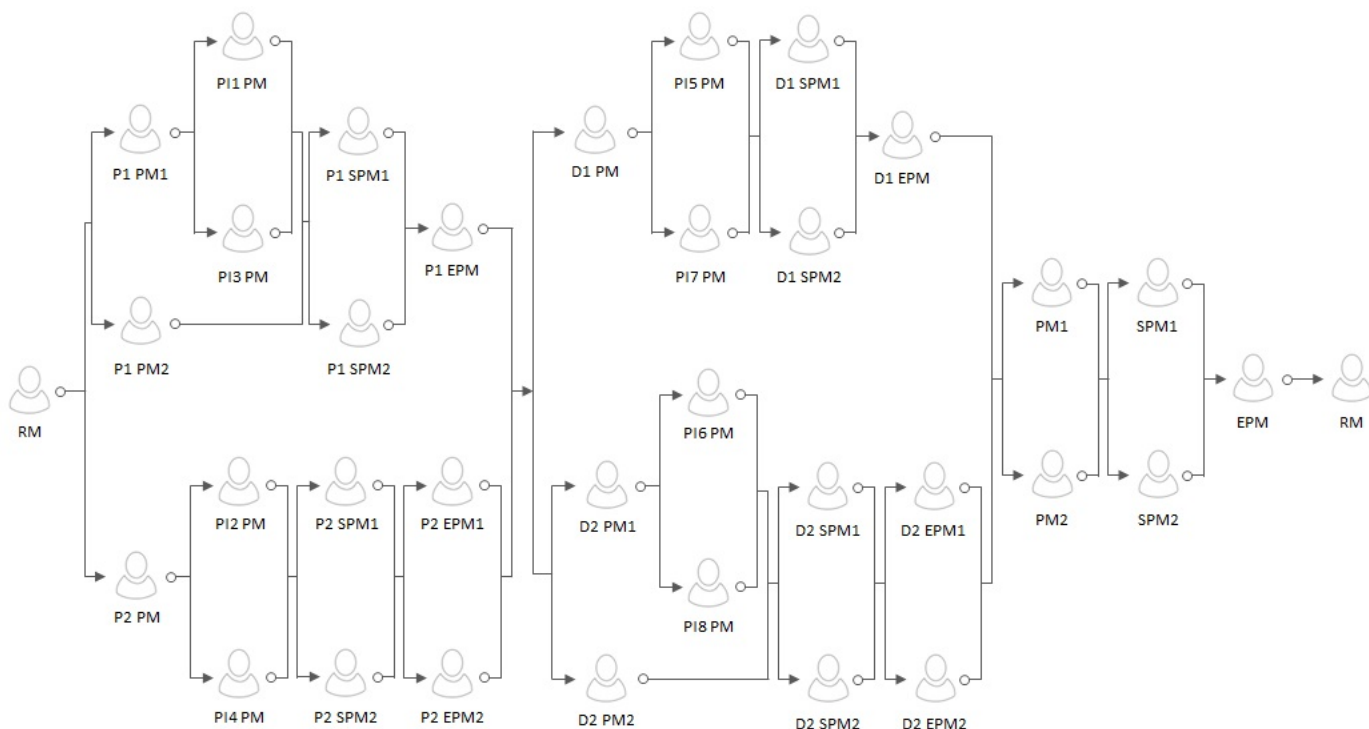 PI1 PM
PI5 PM
D1 SPM1
P1 PM1
P1 SPM1
D1 PM
D1 EPM
PI3 PM
P1 EPM
PI7 PM
D1 SPM2
PM1
SPM1
P1 PM2
P1 SPM2
RM
PI6 PM
EPM
RM
PI2 PM
P2 SPM1
P2 EPM1
D2 PM1
D2 SPM1
D2 EPM1
PM2
SPM2
P2 PM
PI8 PM
PI4 PM
P2 SPM2
P2 EPM2
D2 PM2
D2 SPM2
D2 EPM2